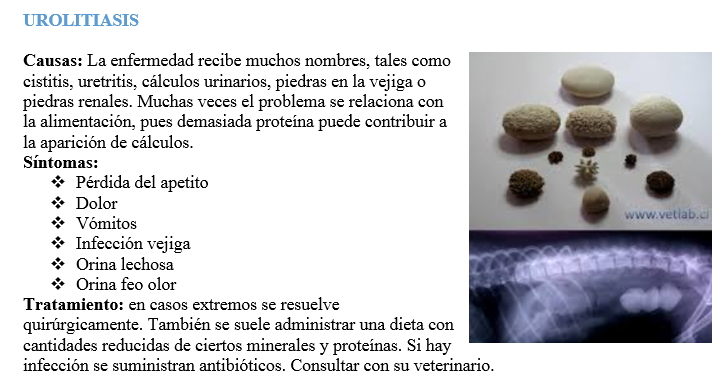 UROLITIASIS
Causas: La enfermedad recibe muchos nombres, tales como
cistitis, uretritis, cálculos urinarios, piedras en la vejiga o
piedras renales. Muchas veces el problema se relaciona con
la alimentación, pues demasiada proteína puede contribuir a
la aparición de cálculos.
Síntomas:
❖ Pérdida del apetito
❖ Dolor
❖ Vómitos
❖ Infección vejiga
❖ Orina lechosa
❖ Orina feo olor
Tratamiento: en casos extremos se resuelve
quirúrgicamente. También se suele administrar una dieta con
cantidades reducidas de ciertos minerales y proteínas. Si hay
infección se suministran antibióticos. Consultar con su veterinario.
www.vetlab.cl